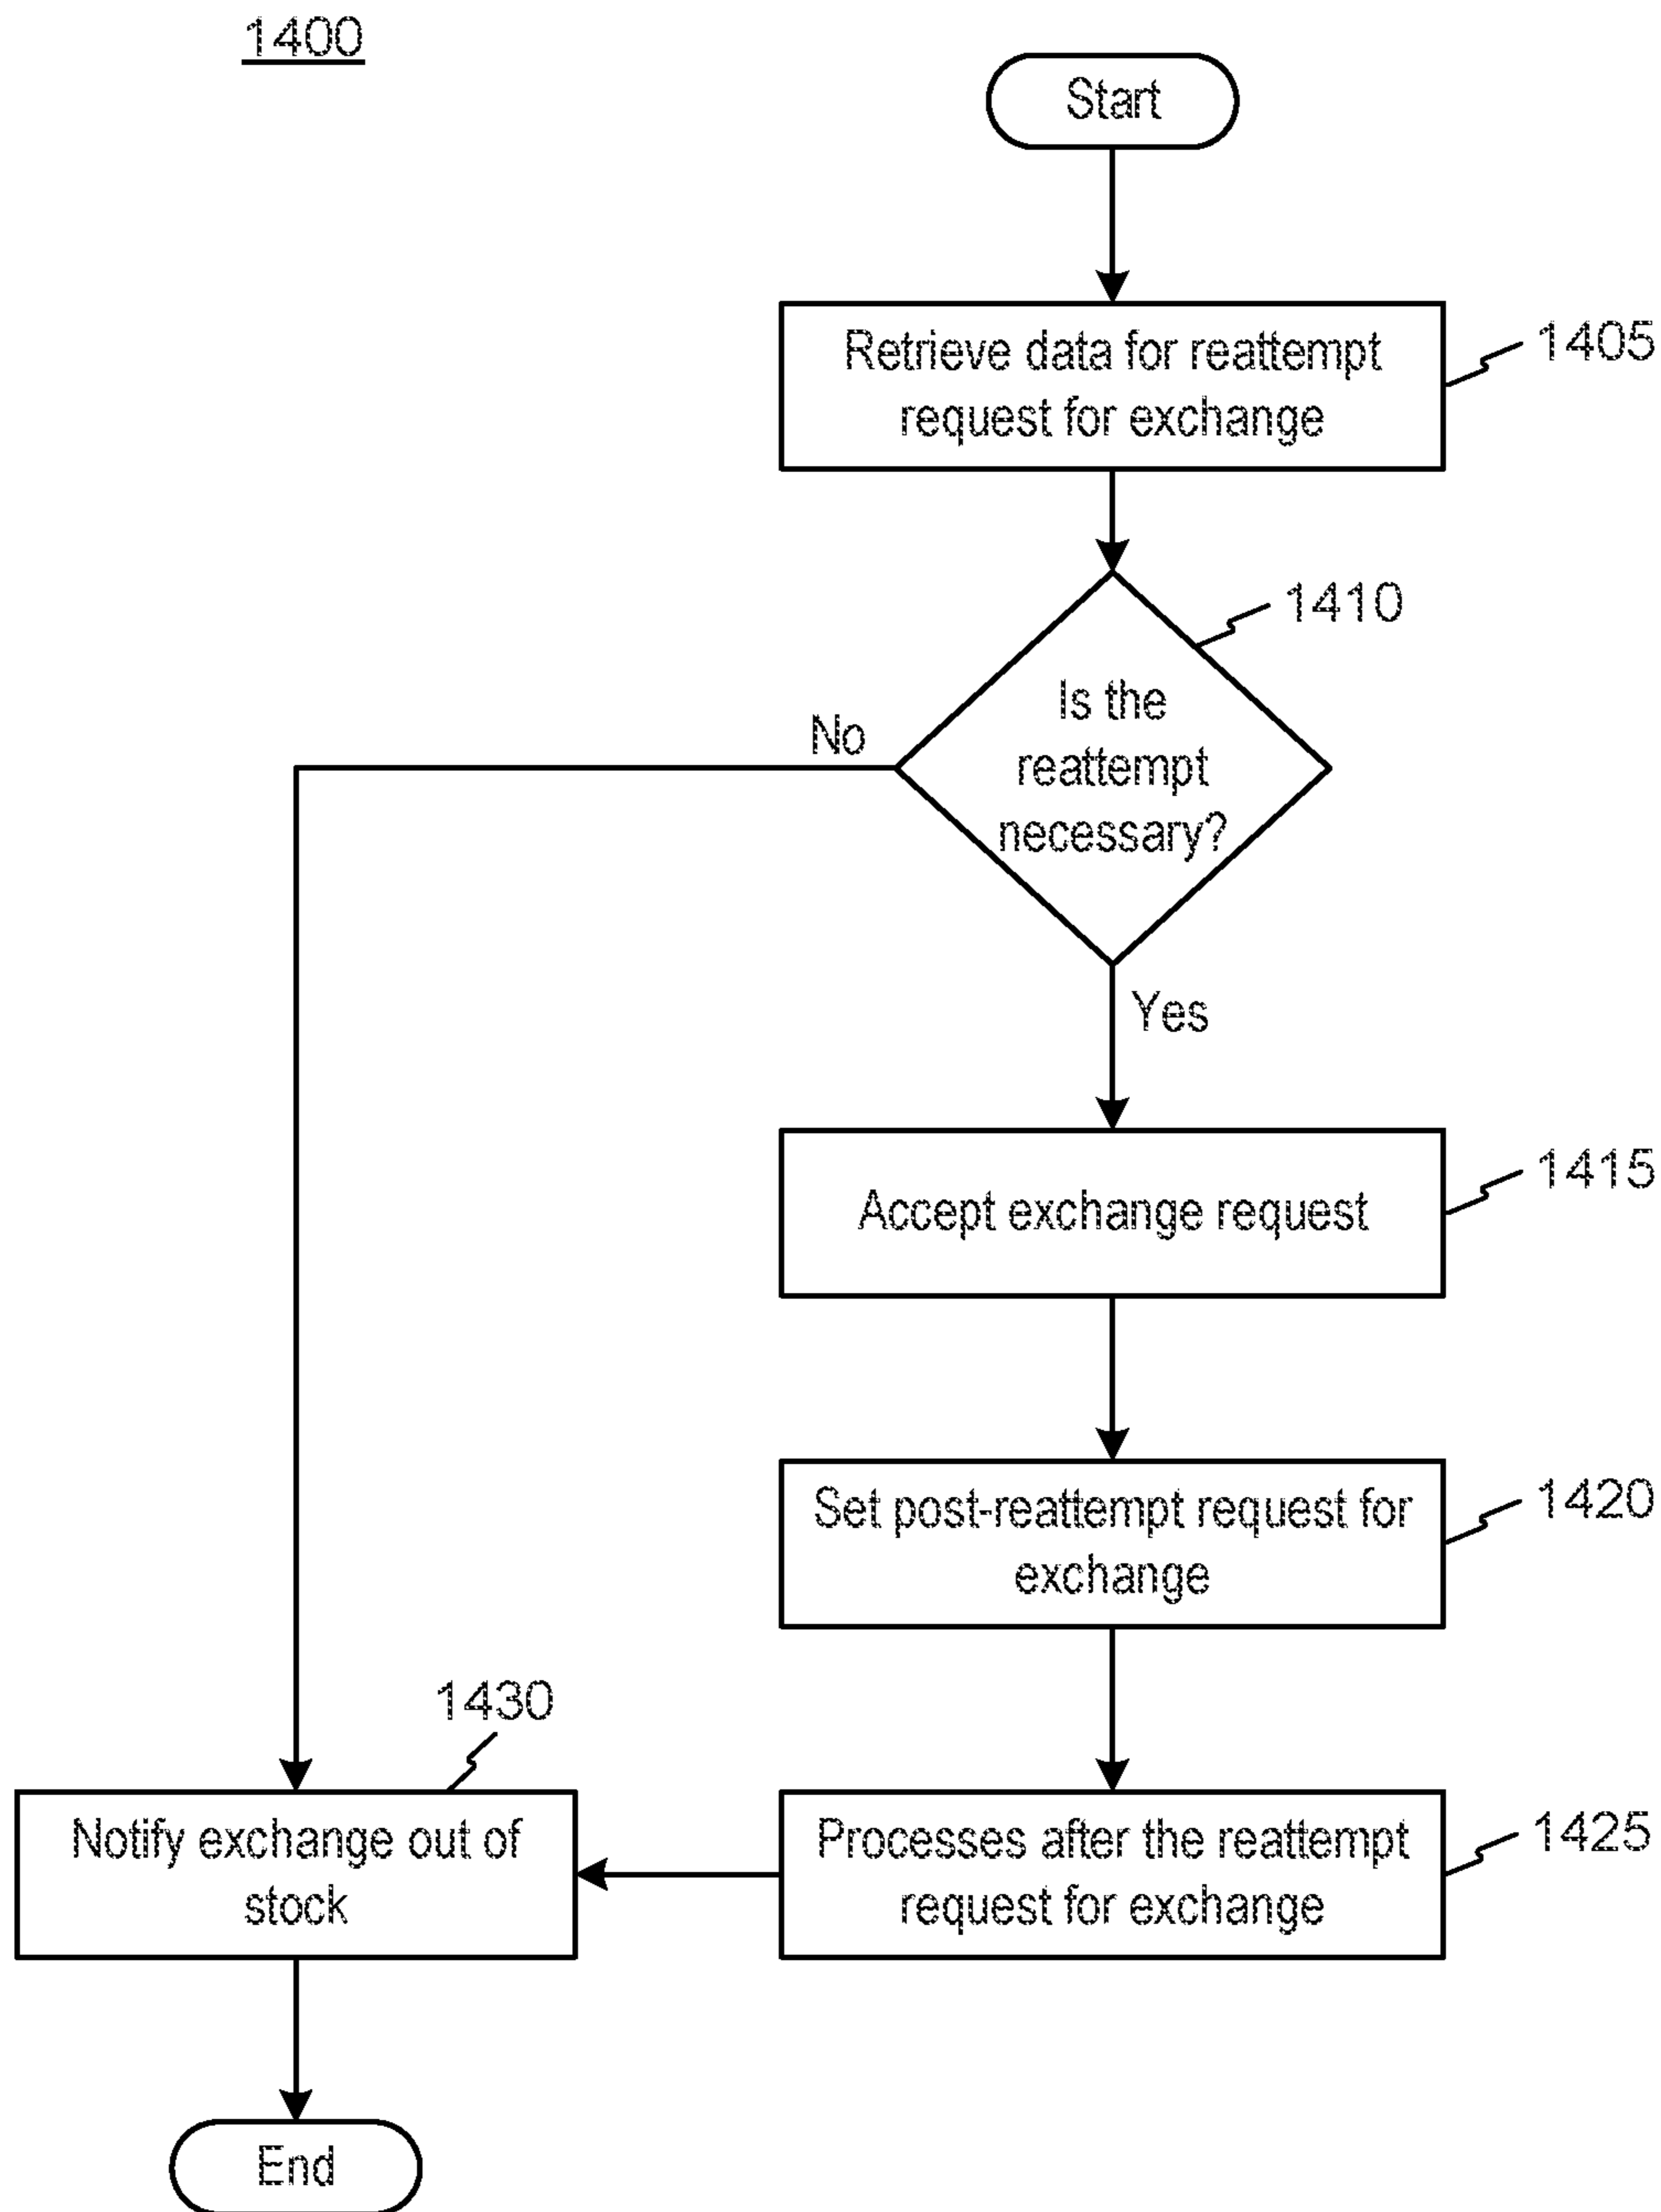 1400
Start
Retrieve data for reattempt
request for exchange
1405
1410
Is the
reattempt
necessary?
No
Yes
Accept exchange request
1415
Set post-reattempt request for
exchange
1420
1430
Notify exchange out of
stock
Processes after the reattempt
request for exchange
1425
End